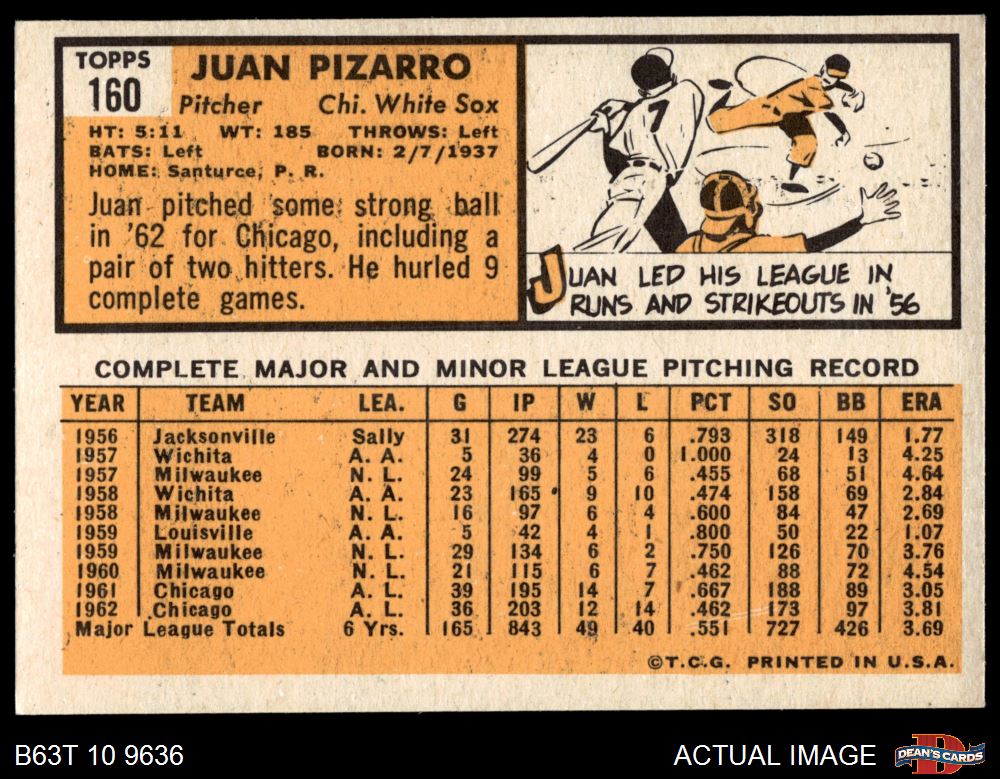 TOPPS
160
JUAN PIZARRO
Pitcher Chi. White Sox
HT: 5:11 WT: 185 THROWS: Left
BATS: Left BORN: 2/7/1937
HOME: Santurce, P. R.
Juan pitched some strong ball
in '62 for Chicago, including a
pair of two hitters. He hurled 9
complete games.
7
JUAN LED HIS LEAGUE IN
RUNS AND STRIKEOUTS IN '56
COMPLETE MAJOR AND MINOR LEAGUE PITCHING RECORD
YEAR TEAM LEA. G IP W L PCT SO BB ERA
1956 Jacksonville Sally 31 274 23 6 .793 318 149 1.77
1957 Wichita A. A. 5 36 4 0 1.000 24 13 4.25
1957 Milwaukee N. L. 24 99 5 6 .455 68 51 4.64
1958 Wichita A. A. 23 165 9 10 .474 158 69 2.84
1958 Milwaukee N. L. 16 97 6 4 .600 84 47 2.69
1959 Louisville A. A. 5 42 4 1 .800 50 22 1.07
1959 Milwaukee N. L. 29 134 6 2 .750 126 70 3.76
1960 Milwaukee N. L. 21 115 6 7 .462 88 72 4.54
1961 Chicago A. L. 39 195 14 7 .667 188 89 3.05
1962 Chicago A. L. 36 203 12 14 .462 173 97 3.81
Major League Totals 6 Yrs. 165 843 49 40 .551 727 426 3.69
©T.C.G. PRINTED IN U.S.A.
B63T 10 9636 ACTUAL IMAGE
D
DEAN'S CARDS